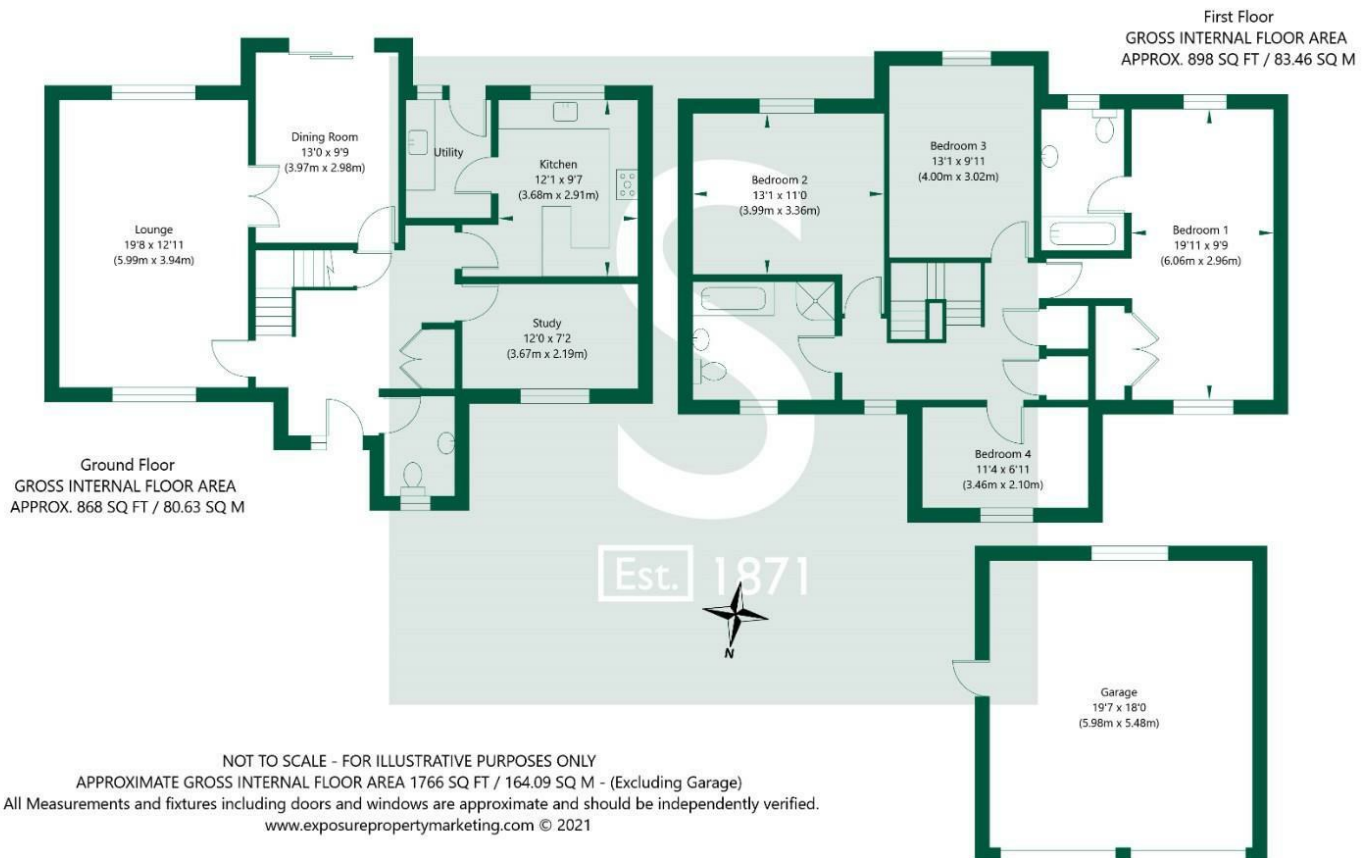 First Floor
GROSS INTERNAL FLOOR AREA
APPROX. 898 SQ FT / 83.46 SQ M
Dining Room
13'0 x 9'9
(3.97m x 2.98m)
Utility
Kitchen
12'1 x 9'7
(3.68m x 2.91m)
Lounge
19'8 x 12'11
(5.99m x 3.94m)
Study
12'0 x 7'2
(3.67m x 2.19m)
Bedroom 2
13'1 x 11'0
(3.99m x 3.36m)
Bedroom 3
13'1 x 9'11
(4.00m x 3.02m)
Bedroom 1
19'11 x 9'9
(6.06m x 2.96m)
Bedroom 4
11'4 x 6'11
(3.46m x 2.10m)
Ground Floor
GROSS INTERNAL FLOOR AREA
APPROX. 868 SQ FT / 80.63 SQ M
S
Est. 1871
N
Garage
19'7 x 18'0
(5.98m x 5.48m)
NOT TO SCALE - FOR ILLUSTRATIVE PURPOSES ONLY
APPROXIMATE GROSS INTERNAL FLOOR AREA 1766 SQ FT / 164.09 SQ M - (Excluding Garage)
All Measurements and fixtures including doors and windows are approximate and should be independently verified.
www.exposurepropertymarketing.com © 2021